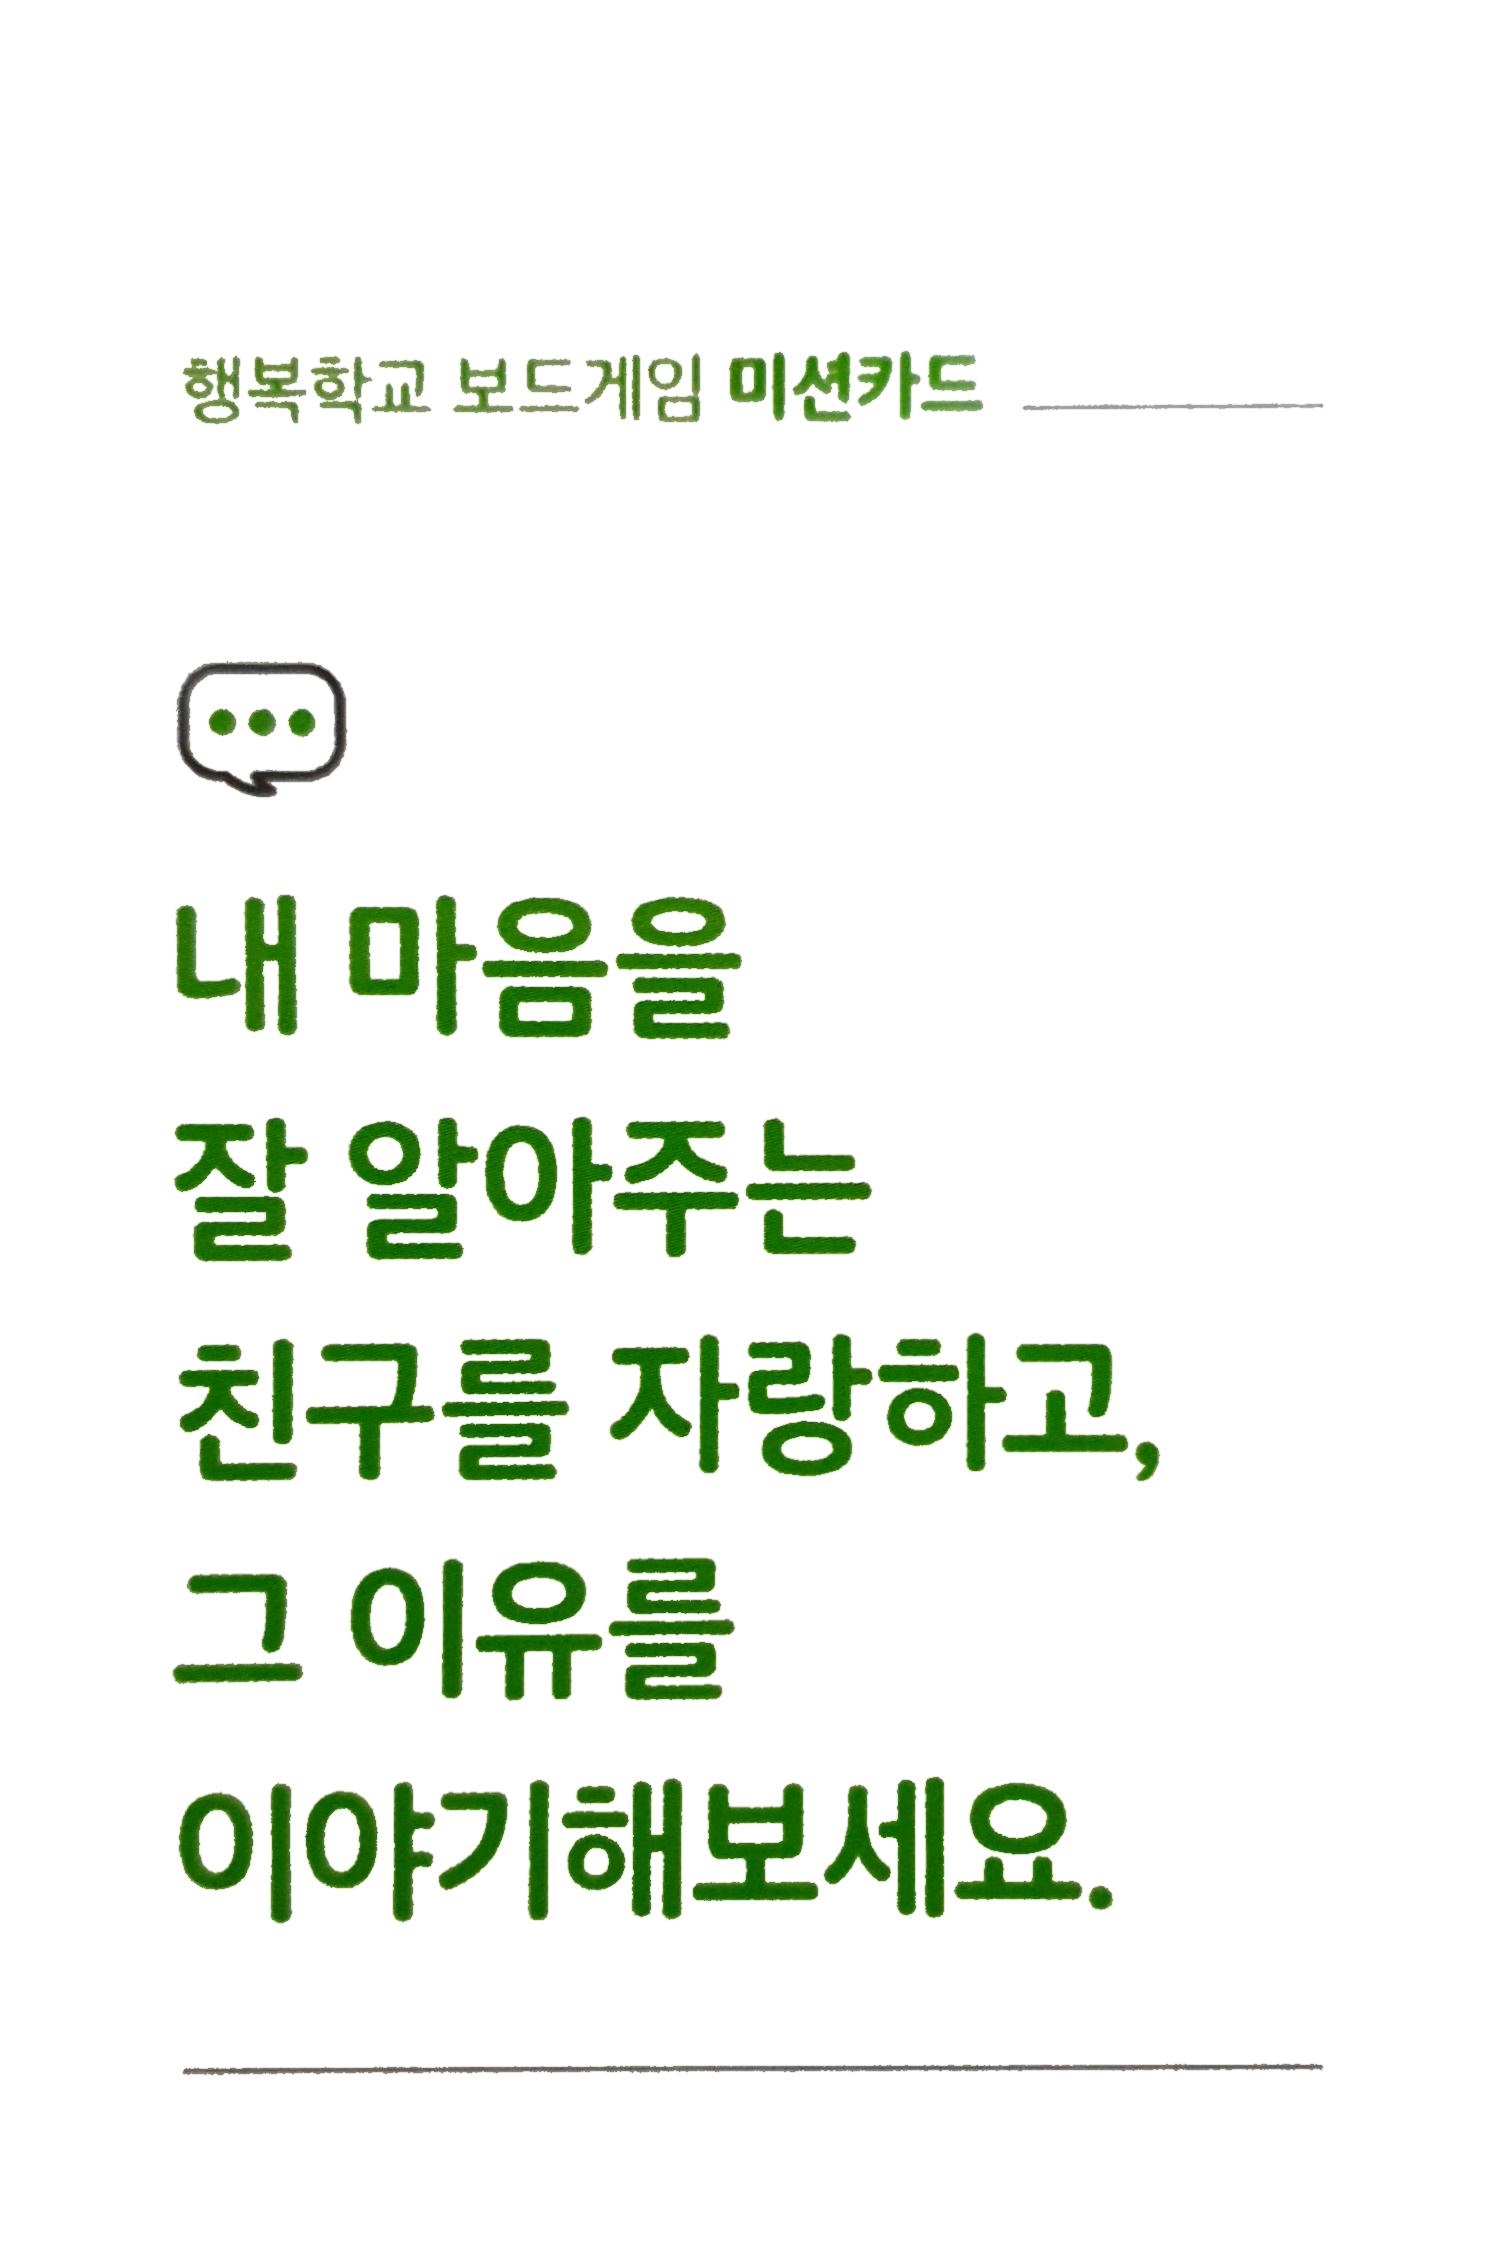 행복학교 보드게임 미션카드
내 마음을
잘 알아주는
친구를 자랑하고,
그 이유를
이야기해보세요.